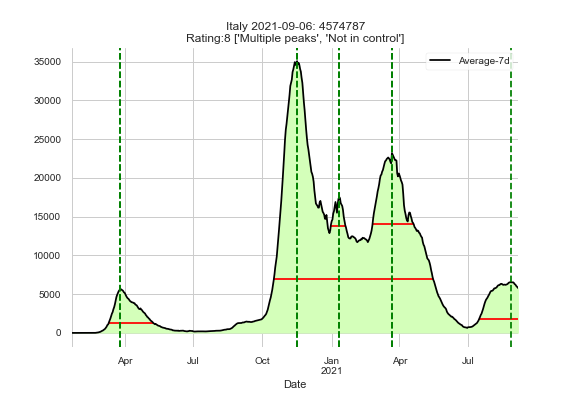 Italy 2021-09-06: 4574787
Rating:8 ['Multiple peaks', 'Not in control']
Average-7d
35000
30000
25000
20000
15000
10000
5000
0
Apr Jul Oct Jan Apr Jul
2021
Date